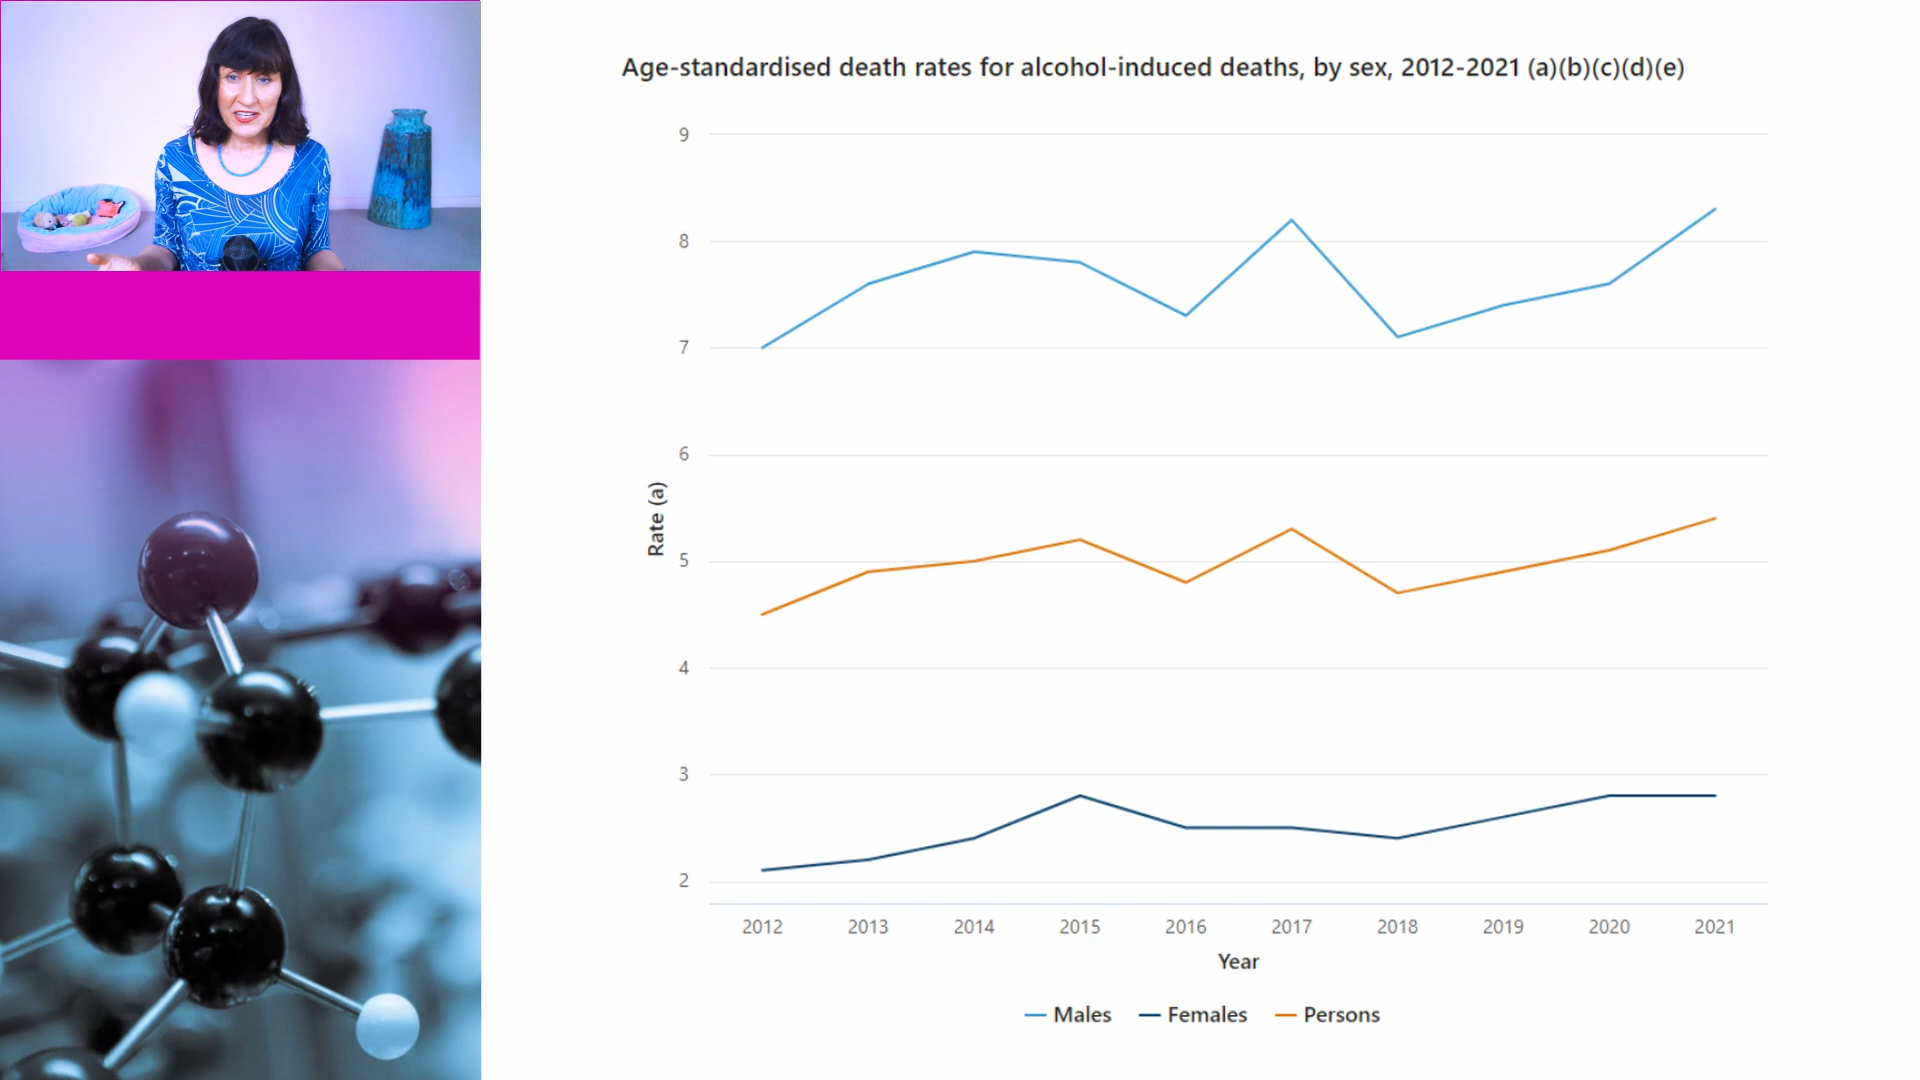 Age-standardised death rates for alcohol-induced deaths, by sex, 2012-2021 (a)(b)(c)(d)(e)
9
8
7
6
5
4
3
2
Rate (a)
2012 2013 2014 2015 2016 2017 2018 2019 2020 2021
Year
Males Females Persons